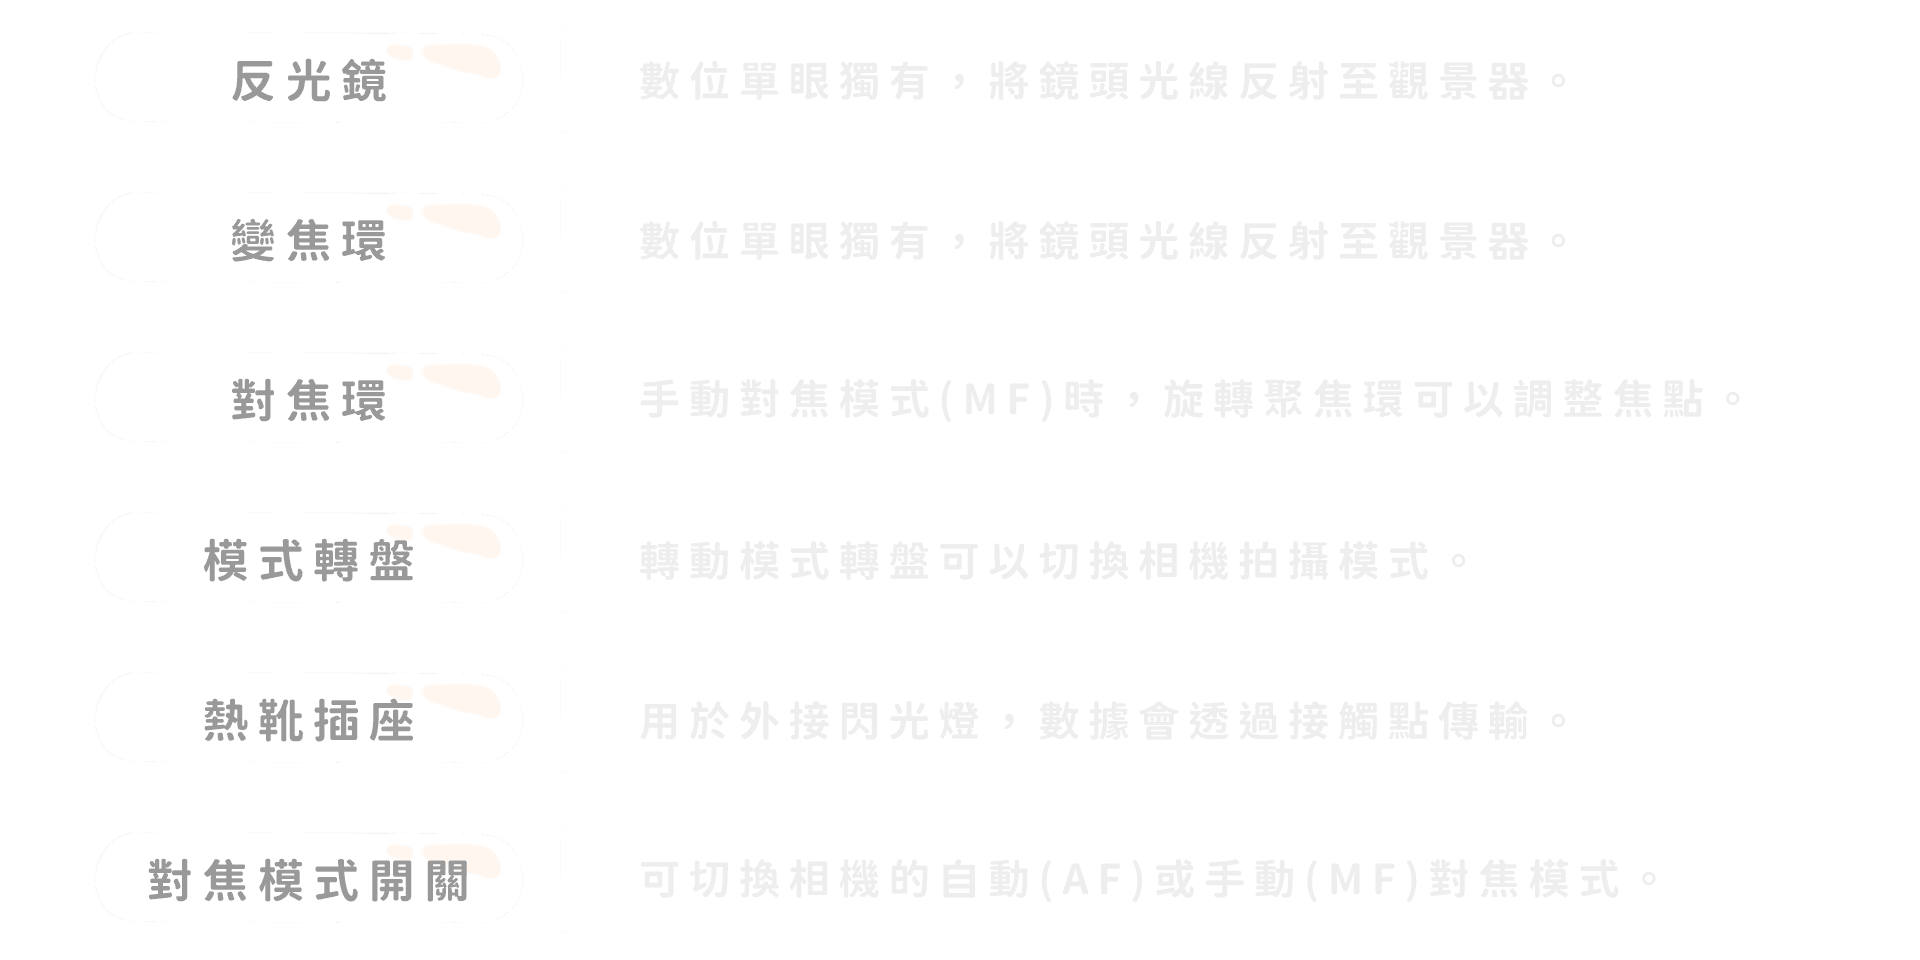 反光鏡 數位單眼獨有，將鏡頭光線反射至觀景器。
變焦環 數位單眼獨有，將鏡頭光線反射至觀景器。
對焦環 手動對焦模式(MF)時，旋轉聚焦環可以調整焦點。
模式轉盤 轉動模式轉盤可以切換相機拍攝模式。
熱靴插座 用於外接閃光燈，數據會透過接觸點傳輸。
對焦模式開關 可切換相機的自動(AF)或手動(MF)對焦模式。